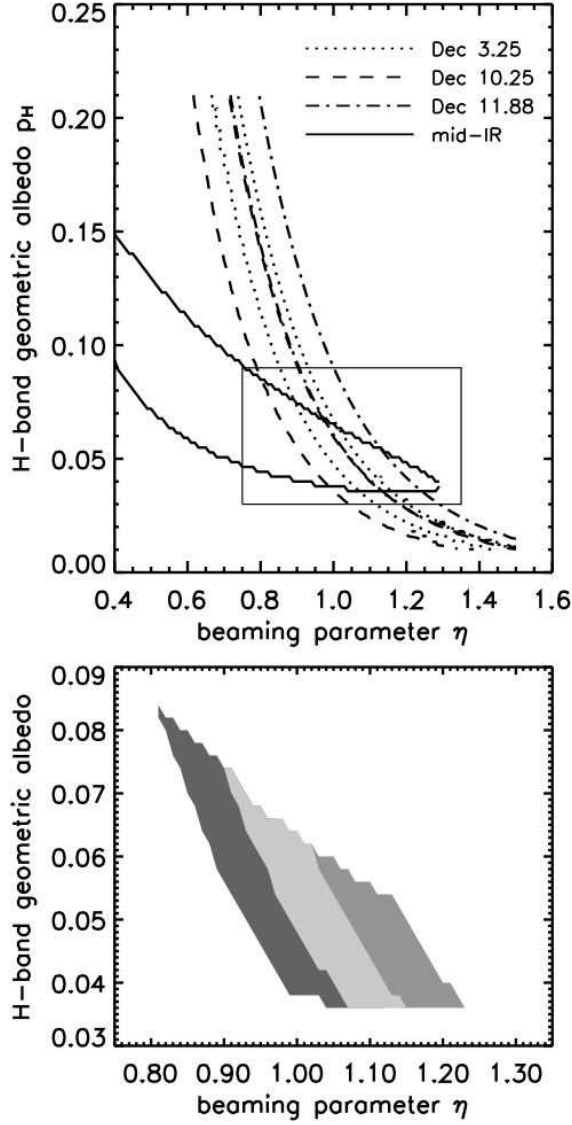 0.25
0.20
0.15
0.10
0.05
0.00
H-band geometric albedo pH
Dec 3.25
Dec 10.25
Dec 11.88
mid-IR
0.4 0.6 0.8 1.0 1.2 1.4 1.6
beaming parameter η
0.09
0.08
0.07
0.06
0.05
0.04
0.03
H-band geometric albedo
0.80 0.90 1.00 1.10 1.20 1.30
beaming parameter η